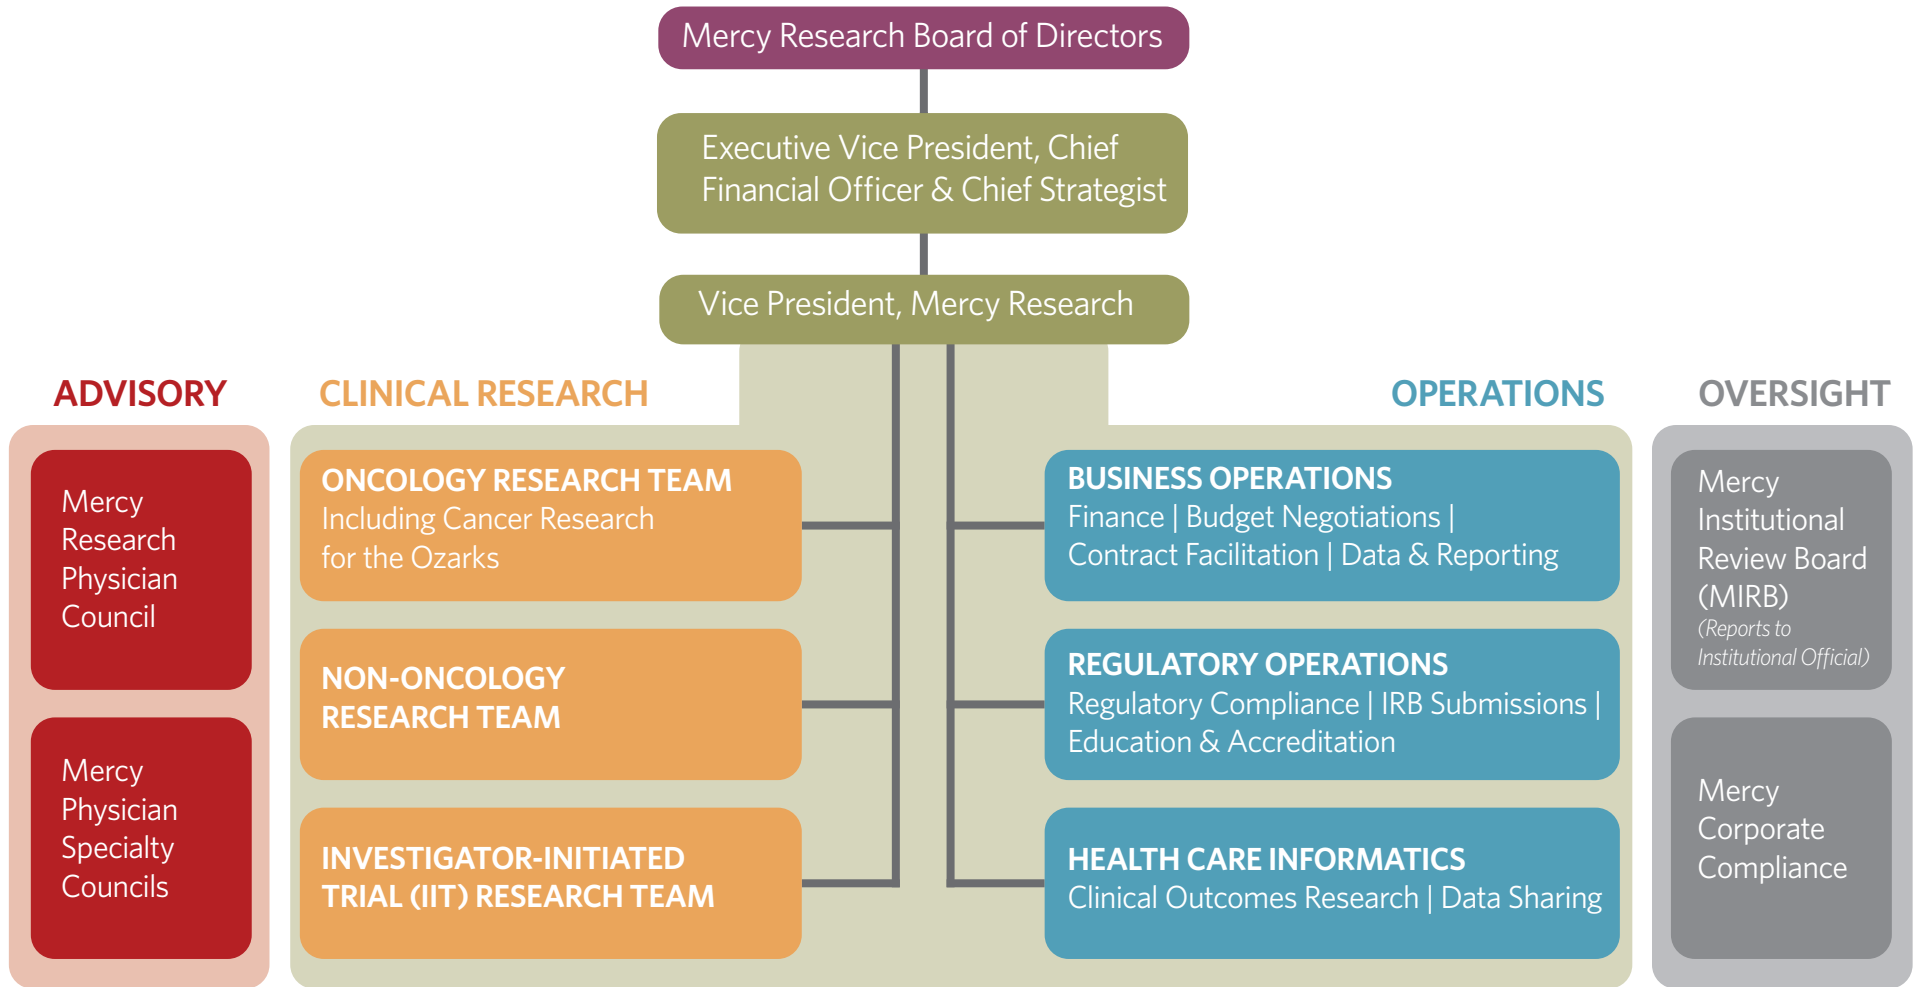 Mercy Research Board of Directors
Executive Vice President, Chief
Financial Officer & Chief Strategist
Vice President, Mercy Research
ADVISORY
Mercy
Research
Physician
Council
Mercy
Physician
Specialty
Councils
CLINICAL RESEARCH
ONCOLOGY RESEARCH TEAM
Including Cancer Research
for the Ozarks
NON-ONCOLOGY
RESEARCH TEAM
INVESTIGATOR-INITIATED
TRIAL (IIT) RESEARCH TEAM
OPERATIONS
BUSINESS OPERATIONS
Finance | Budget Negotiations |
Contract Facilitation | Data & Reporting
REGULATORY OPERATIONS
Regulatory Compliance | IRB Submissions |
Education & Accreditation
HEALTH CARE INFORMATICS
Clinical Outcomes Research | Data Sharing
OVERSIGHT
Mercy
Institutional
Review Board
(MIRB)
(Reports to
Institutional Official)
Mercy
Corporate
Compliance